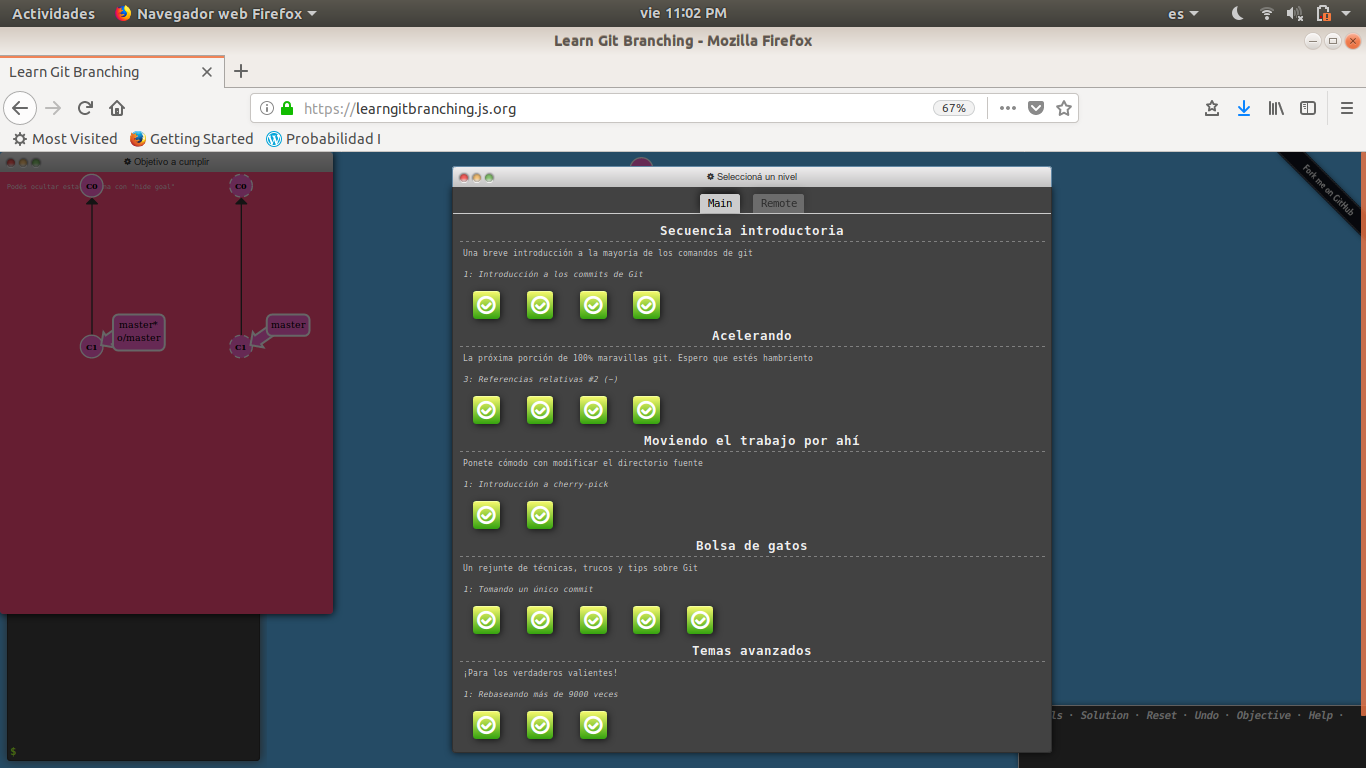 Actividades Navegador web Firefox vie 11:02 PM es
Learn Git Branching - Mozilla Firefox
Learn Git Branching
https://learngitbranching.js.org 67%
Most Visited Getting Started Probabilidad I
Objetivo a cumplir
Podés ocultar esta con "hide goal"
C0 C0
master*
o/master
master
C1 C1
$
Seleccioná un nivel
Main Remote
Secuencia introductoria
Una breve introducción a la mayoría de los comandos de git
1: Introducción a los commits de Git
Acelerando
La próxima porción de 100% maravillas git. Espero que estés hambriento
3: Referencias relativas #2 (~)
Moviendo el trabajo por ahí
Ponete cómodo con modificar el directorio fuente
1: Introducción a cherry-pick
Bolsa de gatos
Un rejunte de técnicas, trucos y tips sobre Git
1: Tomando un único commit
Temas avanzados
¡Para los verdaderos valientes!
1: Rebaseando más de 9000 veces
Fork me on GitHub
ls · Solution · Reset · Undo · Objective · Help ·